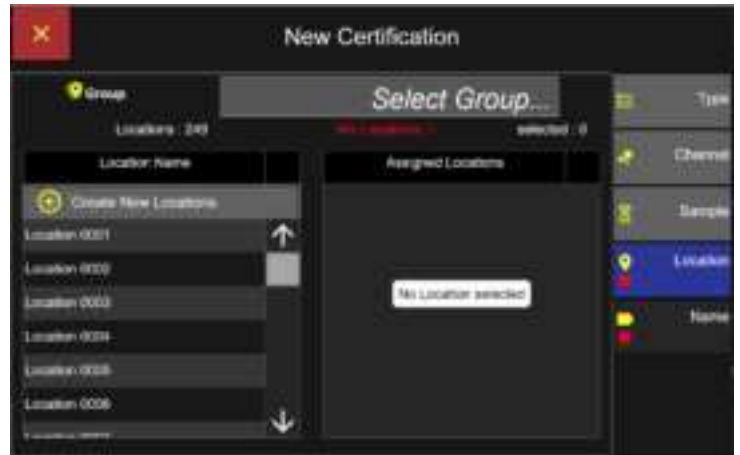 New Certification
Group
Select Group...
Locations : 249
selected : 0
Location Name
Assigned Locations
Create New Locations
Location 0001
Location 0002
Location 0003
Location 0004
Location 0005
Location 0006
No Location selected
Type
Channel
Sample
Location
Name